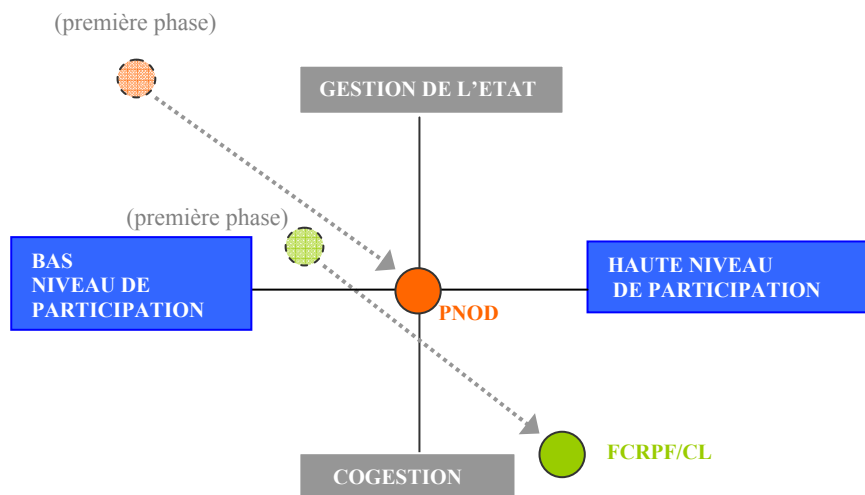 (première phase)
GESTION DE L’ETAT
(première phase)
BAS
NIVEAU DE
PARTICIPATION
HAUTE NIVEAU
DE PARTICIPATION
PNOD
FCRPF/CL
COGESTION